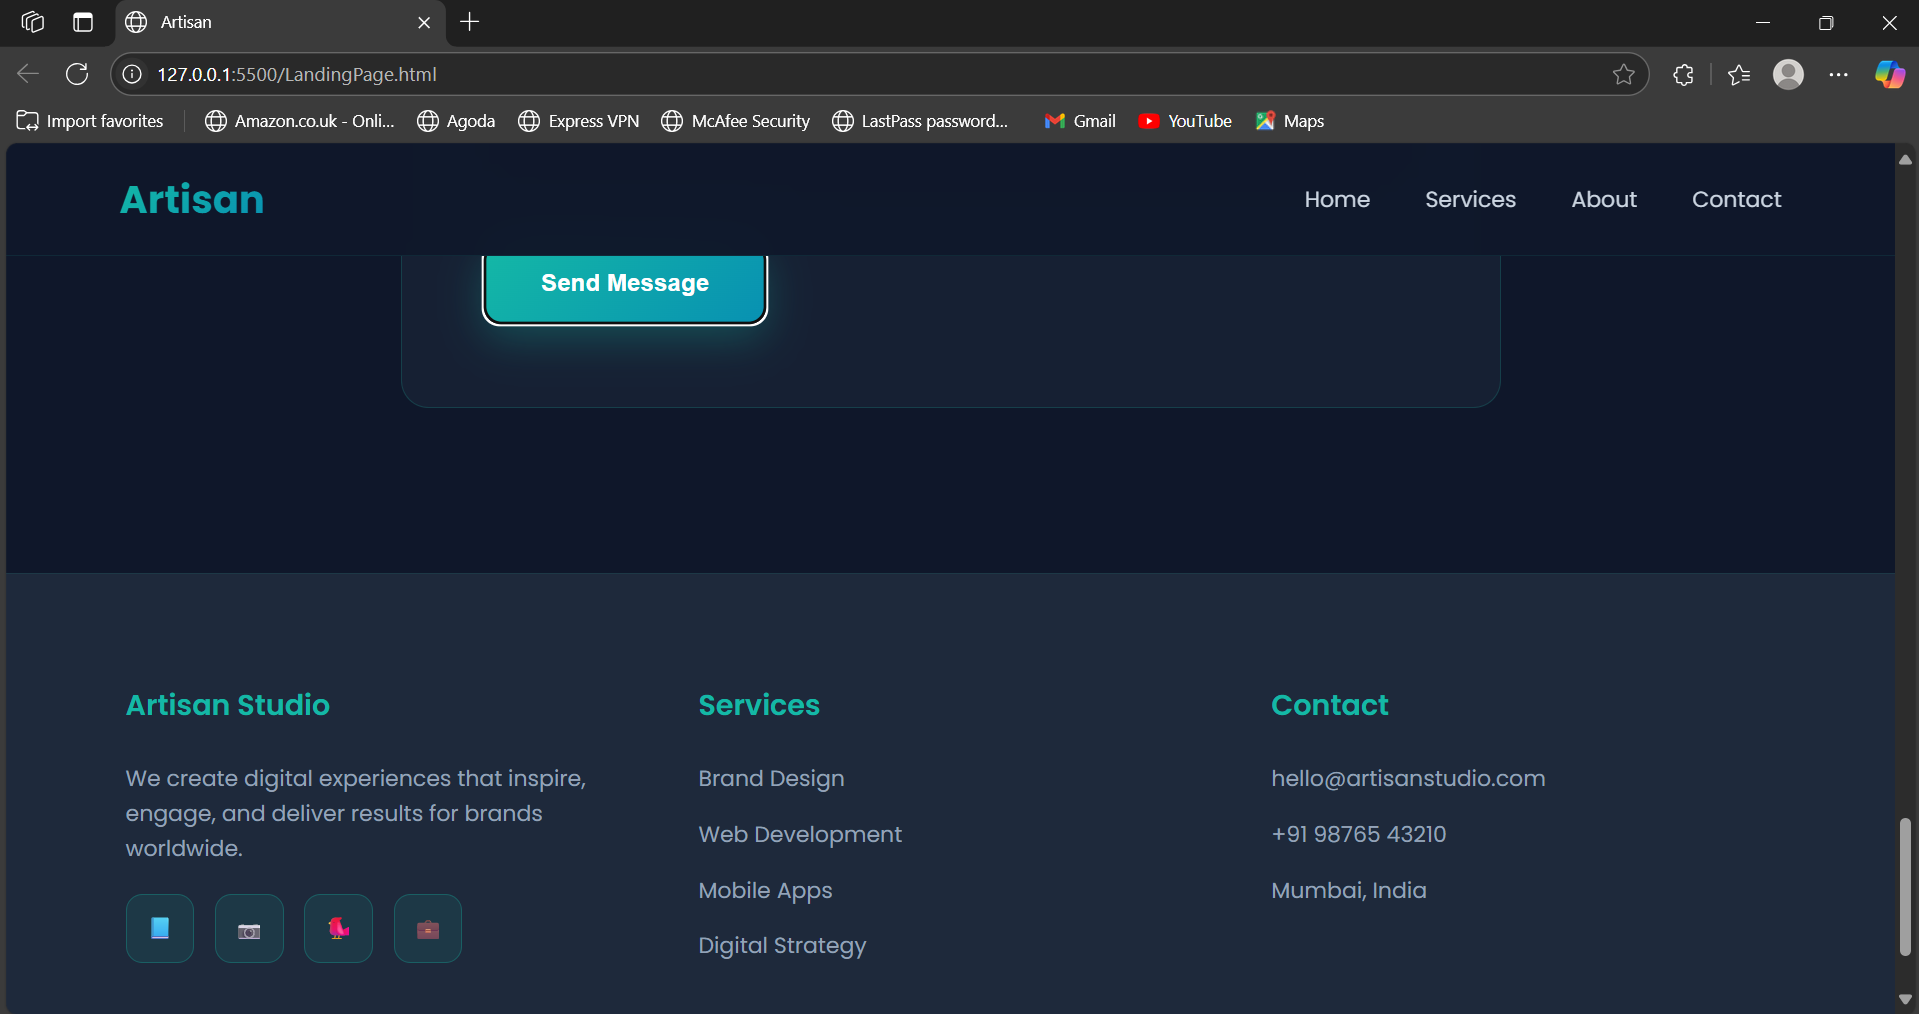 Artisan
127.0.0.1:5500/LandingPage.html
Import favorites
Amazon.co.uk - Onli...
Agoda
Express VPN
McAfee Security
LastPass password...
Gmail
YouTube
Maps
Artisan
Home
Services
About
Contact
Send Message
Artisan Studio
We create digital experiences that inspire,
engage, and deliver results for brands
worldwide.
Services
Brand Design
Web Development
Mobile Apps
Digital Strategy
Contact
hello@artisanstudio.com
+91 98765 43210
Mumbai, India